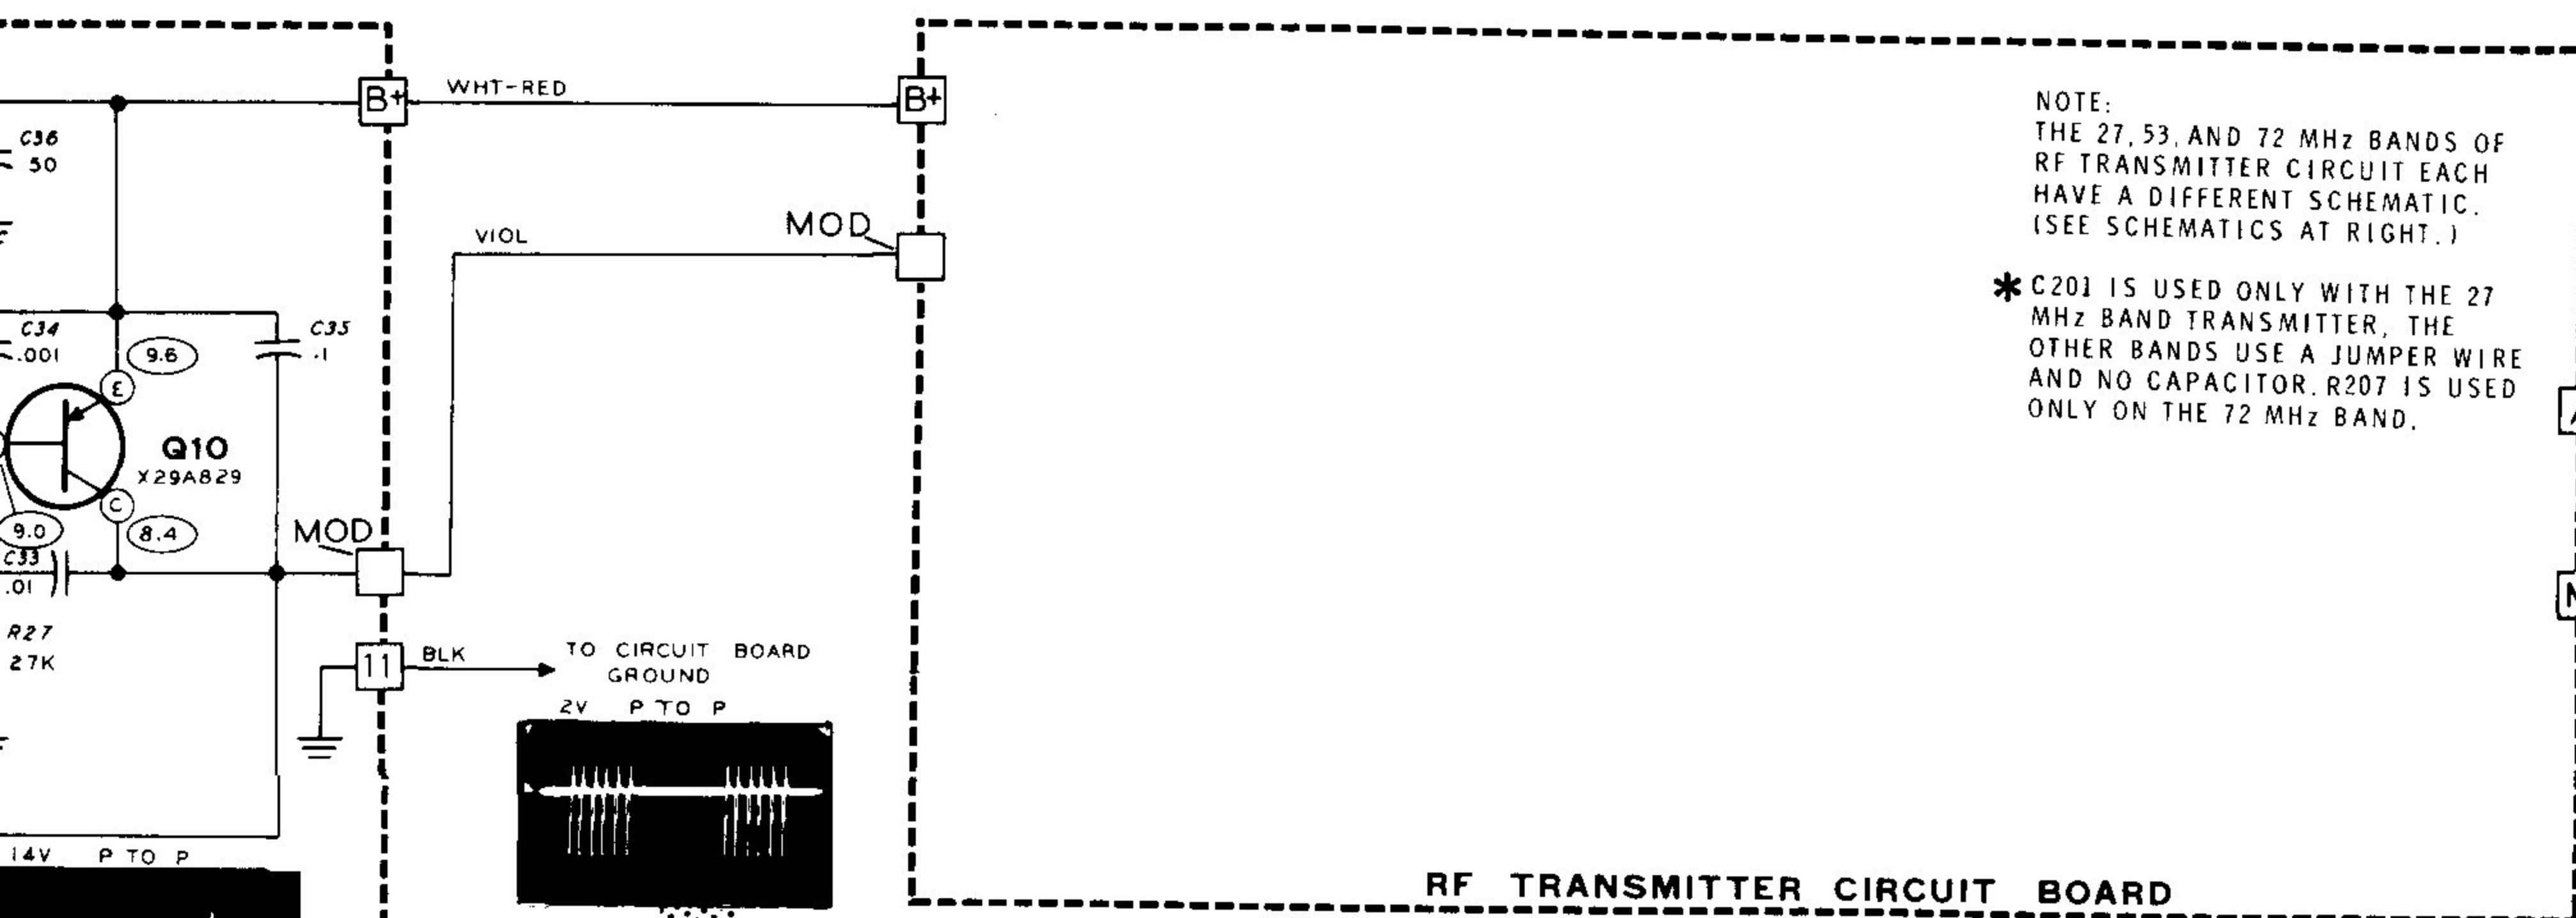 B+
WHT-RED
B+
C36
50
MOD
VIOL
C34
.001
9.6
C35
.1
E
Q10
X29A829
C
9.0
8.4
MOD
C33
.01
R27
27K
11
BLK
TO CIRCUIT BOARD
GROUND
2V P TO P
14V P TO P
NOTE:
THE 27, 53, AND 72 MHz BANDS OF
RF TRANSMITTER CIRCUIT EACH
HAVE A DIFFERENT SCHEMATIC.
(SEE SCHEMATICS AT RIGHT.)
* C201 IS USED ONLY WITH THE 27
MHz BAND TRANSMITTER, THE
OTHER BANDS USE A JUMPER WIRE
AND NO CAPACITOR. R207 IS USED
ONLY ON THE 72 MHz BAND.
RF TRANSMITTER CIRCUIT BOARD